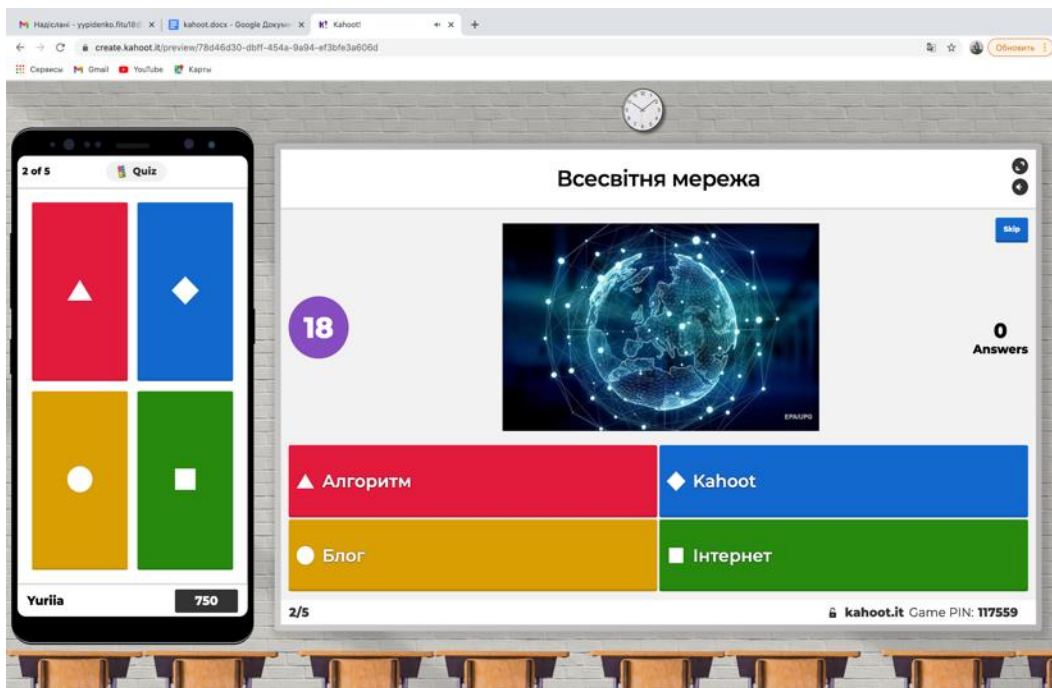 Надіслані - yypidenko.fitu18@
kahoot.docx - Google Докумен
Kahoot!
create.kahoot.it/preview/78d46d30-dbff-454a-9a94-ef3bfe3a606d
Обновить
Сервисы
Gmail
YouTube
Карты
2 of 5
Quiz
Yuriia
750
Всесвітня мережа
Skip
18
0
Answers
EPA/UPG
Алгоритм
Kahoot
Блог
Інтернет
2/5
kahoot.it Game PIN: 117559